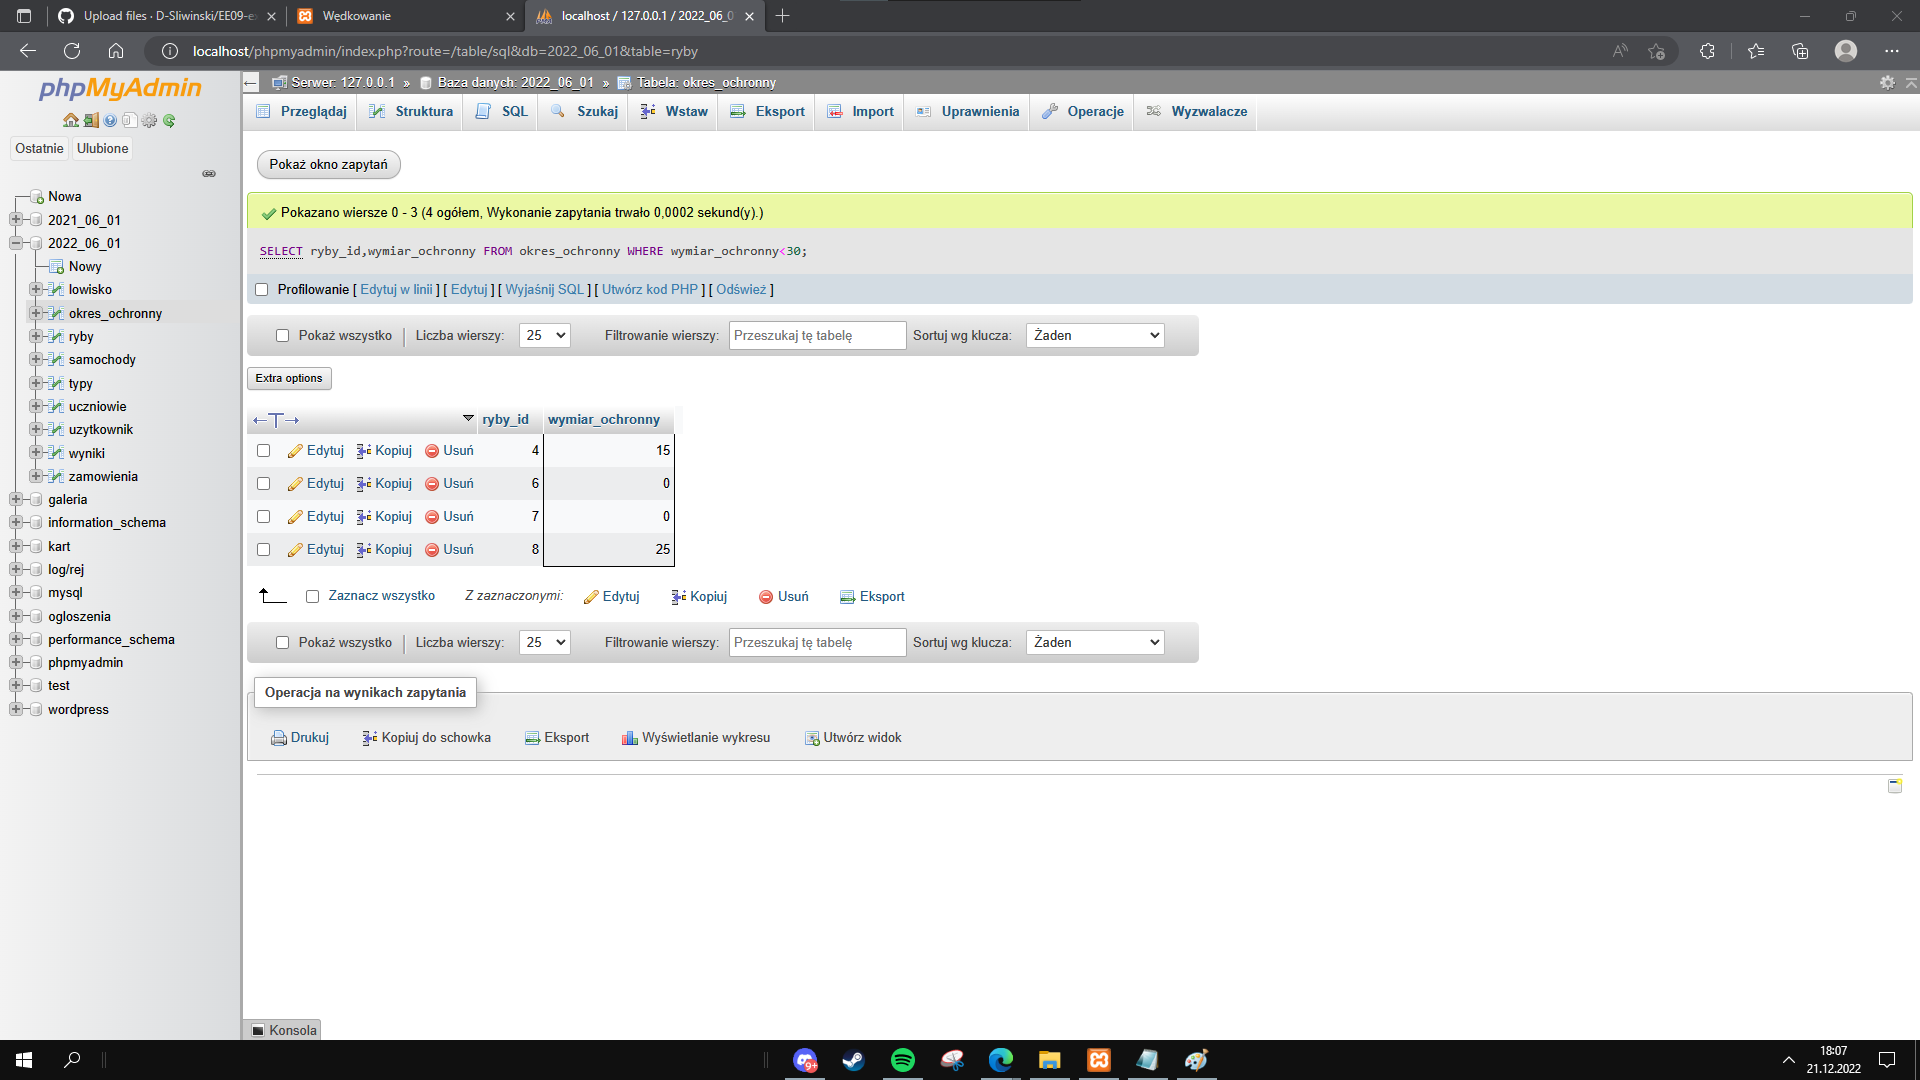 Upload files · D-Sliwinski/EE09-e
Wędkowanie
localhost / 127.0.0.1 / 2022_06_0
localhost/phpmyadmin/index.php?route=/table/sql&db=2022_06_01&table=ryby
phpMyAdmin
Ostatnie Ulubione
Nowa
2021_06_01
2022_06_01
Nowy
lowisko
okres_ochronny
ryby
samochody
typy
uczniowie
uzytkownik
wyniki
zamowienia
galeria
information_schema
kart
log/rej
mysql
ogloszenia
performance_schema
phpmyadmin
test
wordpress
Serwer: 127.0.0.1 » Baza danych: 2022_06_01 » Tabela: okres_ochronny
Przeglądaj Struktura SQL Szukaj Wstaw Eksport Import Uprawnienia Operacje Wyzwalacze
Pokaż okno zapytań
Pokazano wiersze 0 - 3 (4 ogółem, Wykonanie zapytania trwało 0,0002 sekund(y).)
SELECT ryby_id,wymiar_ochronny FROM okres_ochronny WHERE wymiar_ochronny<30;
Profilowanie [ Edytuj w linii ] [ Edytuj ] [ Wyjaśnij SQL ] [ Utwórz kod PHP ] [ Odśwież ]
Pokaż wszystko | Liczba wierszy: 25 Filtrowanie wierszy: Przeszukaj tę tabelę Sortuj wg klucza: Żaden
Extra options
←T→ ryby_id wymiar_ochronny
Edytuj Kopiuj Usuń 4 15
Edytuj Kopiuj Usuń 6 0
Edytuj Kopiuj Usuń 7 0
Edytuj Kopiuj Usuń 8 25
Zaznacz wszystko Z zaznaczonymi: Edytuj Kopiuj Usuń Eksport
Pokaż wszystko | Liczba wierszy: 25 Filtrowanie wierszy: Przeszukaj tę tabelę Sortuj wg klucza: Żaden
Operacja na wynikach zapytania
Drukuj Kopiuj do schowka Eksport Wyświetlanie wykresu Utwórz widok
Konsola
9+
18:07
21.12.2022